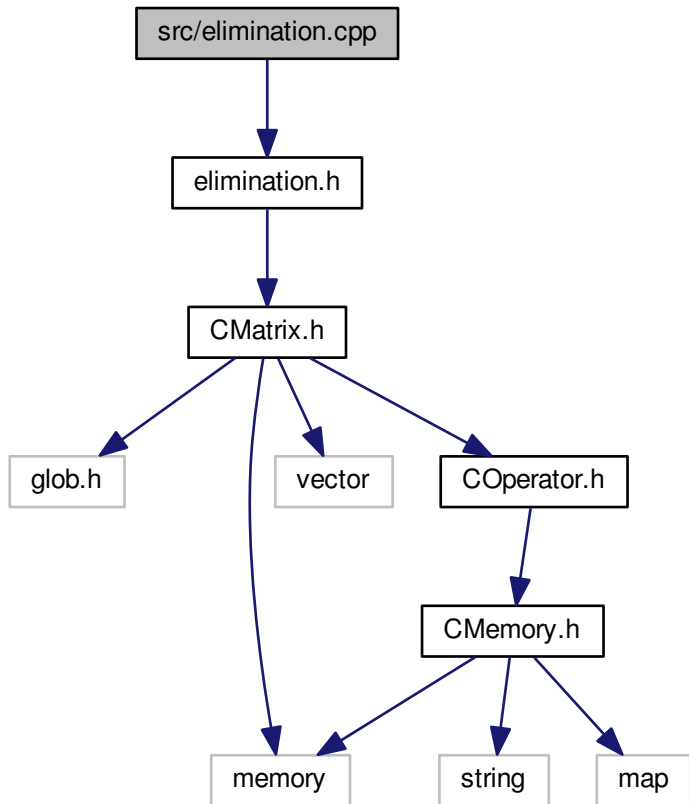 src/elimination.cpp
elimination.h
CMatrix.h
glob.h
vector
COperator.h
CMemory.h
memory
string
map